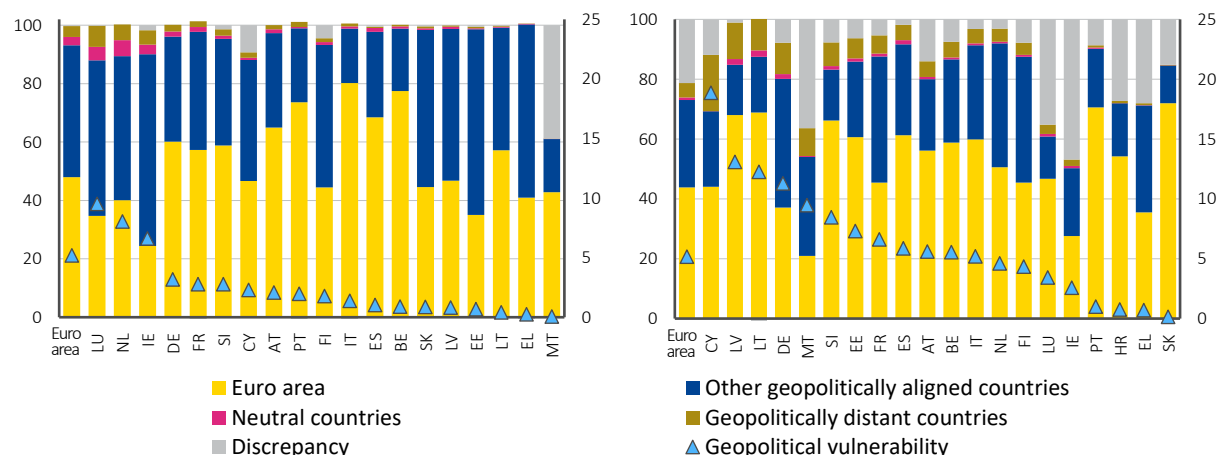 100
80
60
40
20
0
25
20
15
10
5
0
Euro area
LU
NL
IE
DE
FR
SI
CY
AT
PT
FI
IT
ES
BE
SK
LV
EE
LT
EL
MT
100
80
60
40
20
0
25
20
15
10
5
0
Euro area
CY
LV
LT
DE
MT
SI
EE
FR
ES
AT
BE
IT
NL
FI
LU
IE
PT
HR
EL
SK
Euro area
Other geopolitically aligned countries
Neutral countries
Geopolitically distant countries
Discrepancy
Geopolitical vulnerability